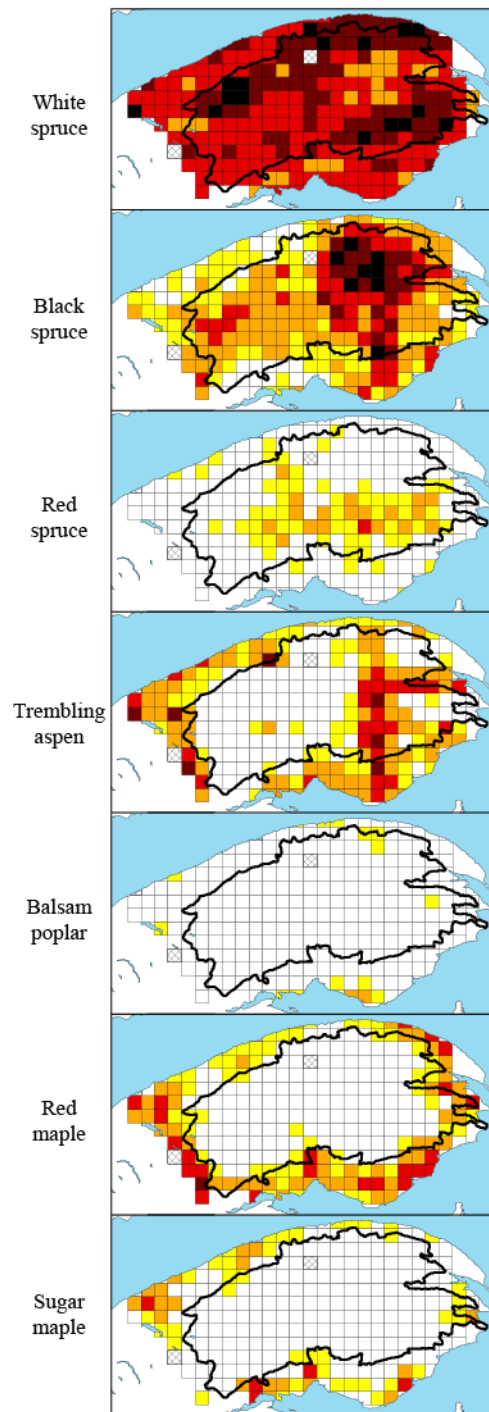 White
spruce
Black
spruce
Red
spruce
Trembling
aspen
Balsam
poplar
Red
maple
Sugar
maple